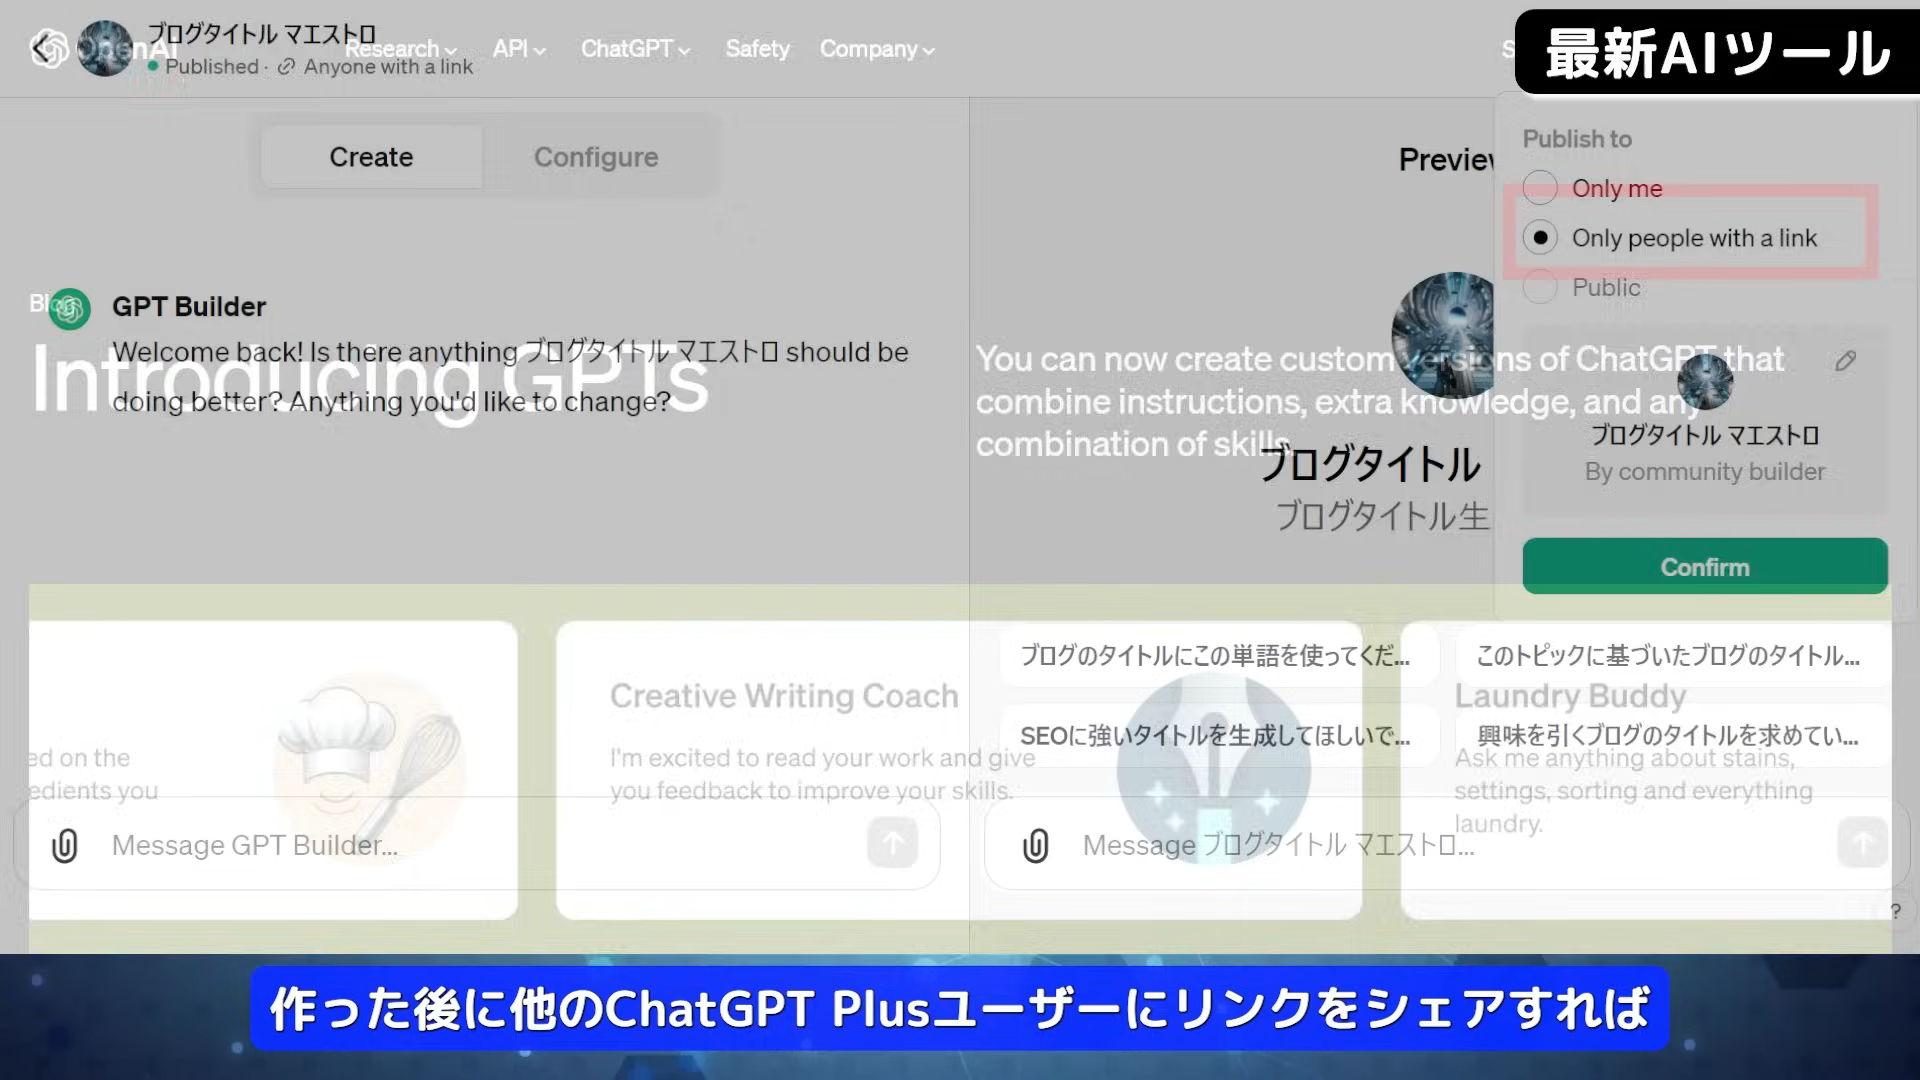 最新AIツール
OpenAI
Research
API
ChatGPT
Safety
Company
ブログタイトル マエストロ
Published · Anyone with a link
Create
Configure
Preview
Publish to
Only me
Only people with a link
Public
GPT Builder
Welcome back! Is there anything ブログタイトル マエストロ should be
doing better? Anything you'd like to change?
Introducing GPTs
You can now create custom versions of ChatGPT that
combine instructions, extra knowledge, and any
combination of skills.
ブログタイトル
ブログタイトル生
ブログタイトル マエストロ
By community builder
Confirm
ed on the
edients you
Creative Writing Coach
I'm excited to read your work and give
you feedback to improve your skills.
Laundry Buddy
Ask me anything about stains,
settings, sorting and everything
laundry.
ブログのタイトルにこの単語を使ってくだ...
このトピックに基づいたブログのタイトル...
SEOに強いタイトルを生成してほしいで...
興味を引くブログのタイトルを求めてい...
Message GPT Builder...
Message ブログタイトル マエストロ...
?
作った後に他のChatGPT Plusユーザーにリンクをシェアすれば